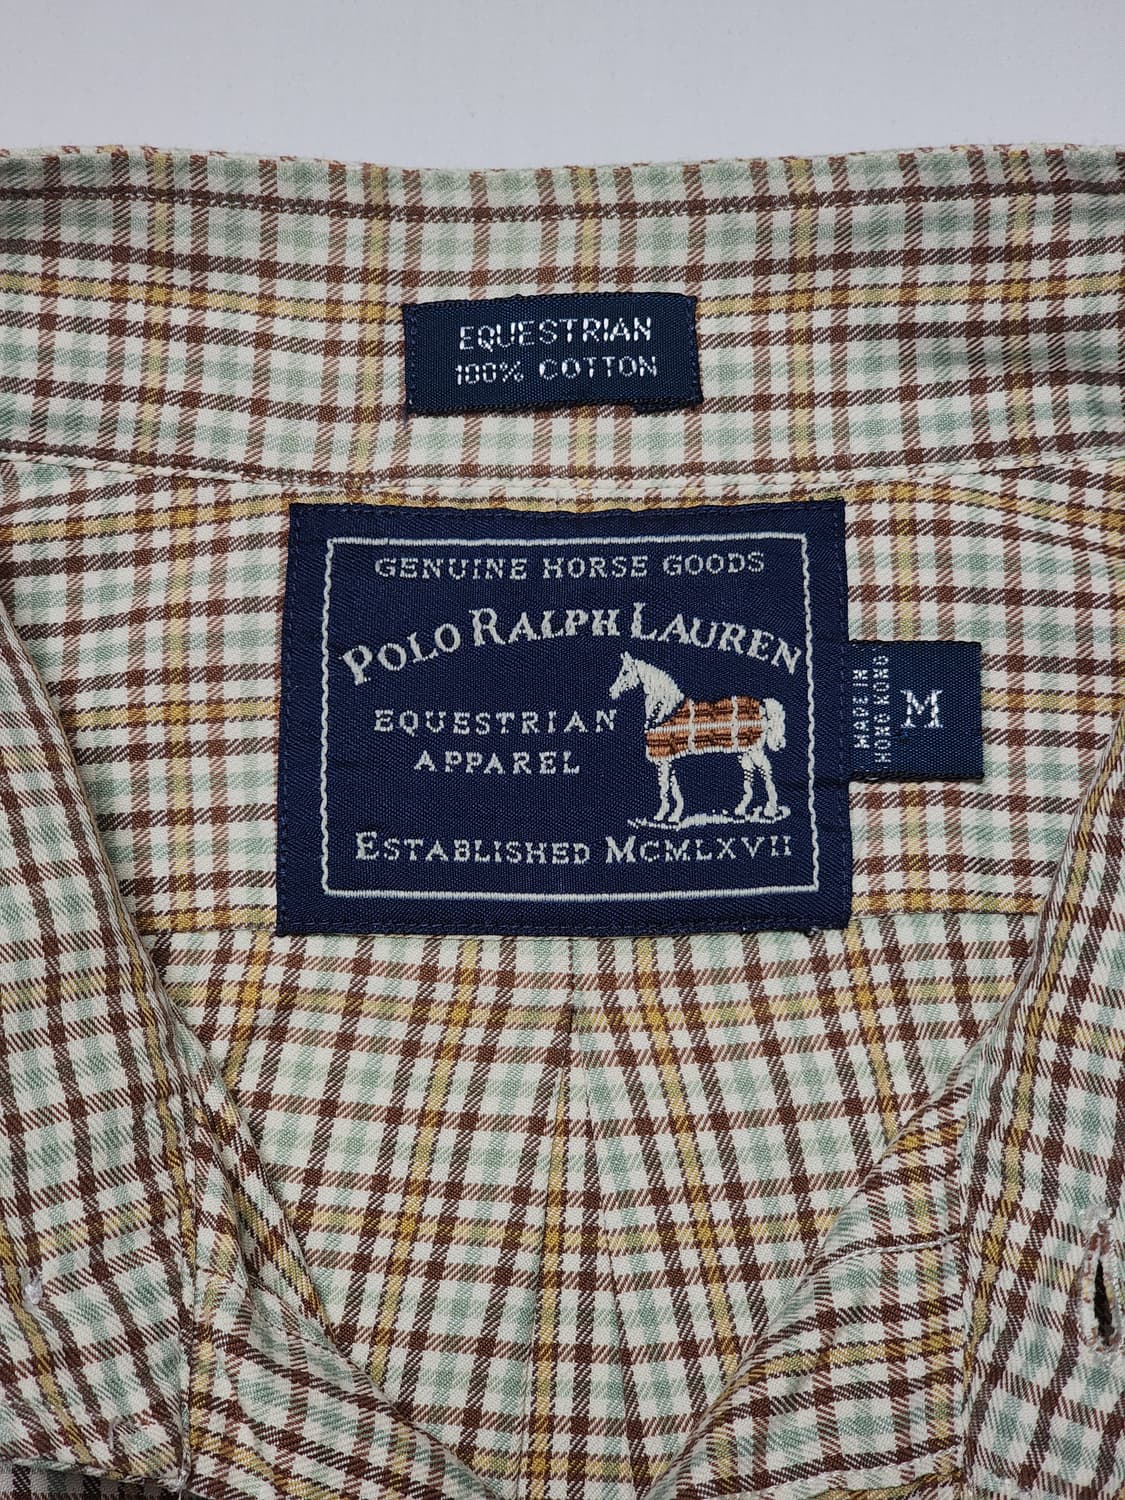 EQUESTRIAN
100% COTTON
GENUINE HORSE GOODS
POLO RALPH LAUREN
EQUESTRIAN
APPAREL
ESTABLISHED MCMLXVII
MADE IN
HONG KONG
M